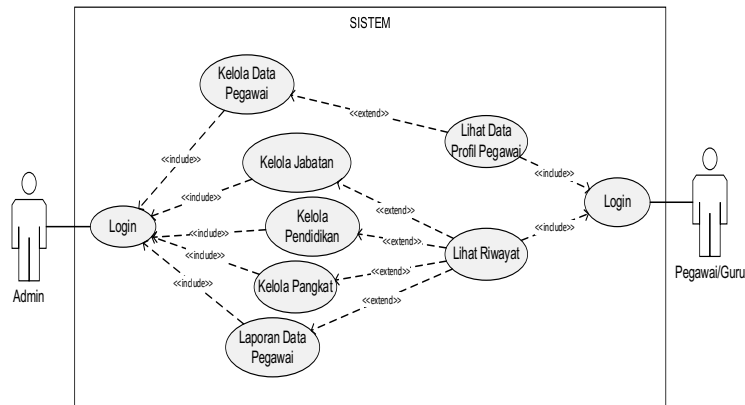 SISTEM
Kelola Data
Pegawai
<<extend>>
Lihat Data
Profil Pegawai
<<include>>
Kelola Jabatan
<<include>>
<<include>>
Login
Login
Kelola
Pendidikan
<<include>>
<<extend>>
<<include>>
<<extend>>
Lihat Riwayat
<<include>>
<<extend>>
Kelola Pangkat
<<include>>
<<extend>>
Laporan Data
Pegawai
Admin
Pegawai/Guru